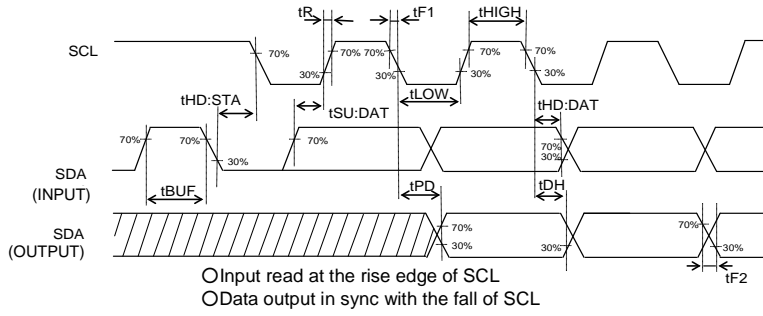 tR tF1 tHIGH
SCL
70% 70% 70% 70% 70%
30% 30% 30% 30%
tHD:STA tLOW
tSU:DAT tHD:DAT
70% 70% 70% 70%
30% 30%
SDA
(INPUT)
tBUF tPD tDH
SDA
(OUTPUT)
70% 70%
30% 30% 30%
tF2
○Input read at the rise edge of SCL
○Data output in sync with the fall of SCL